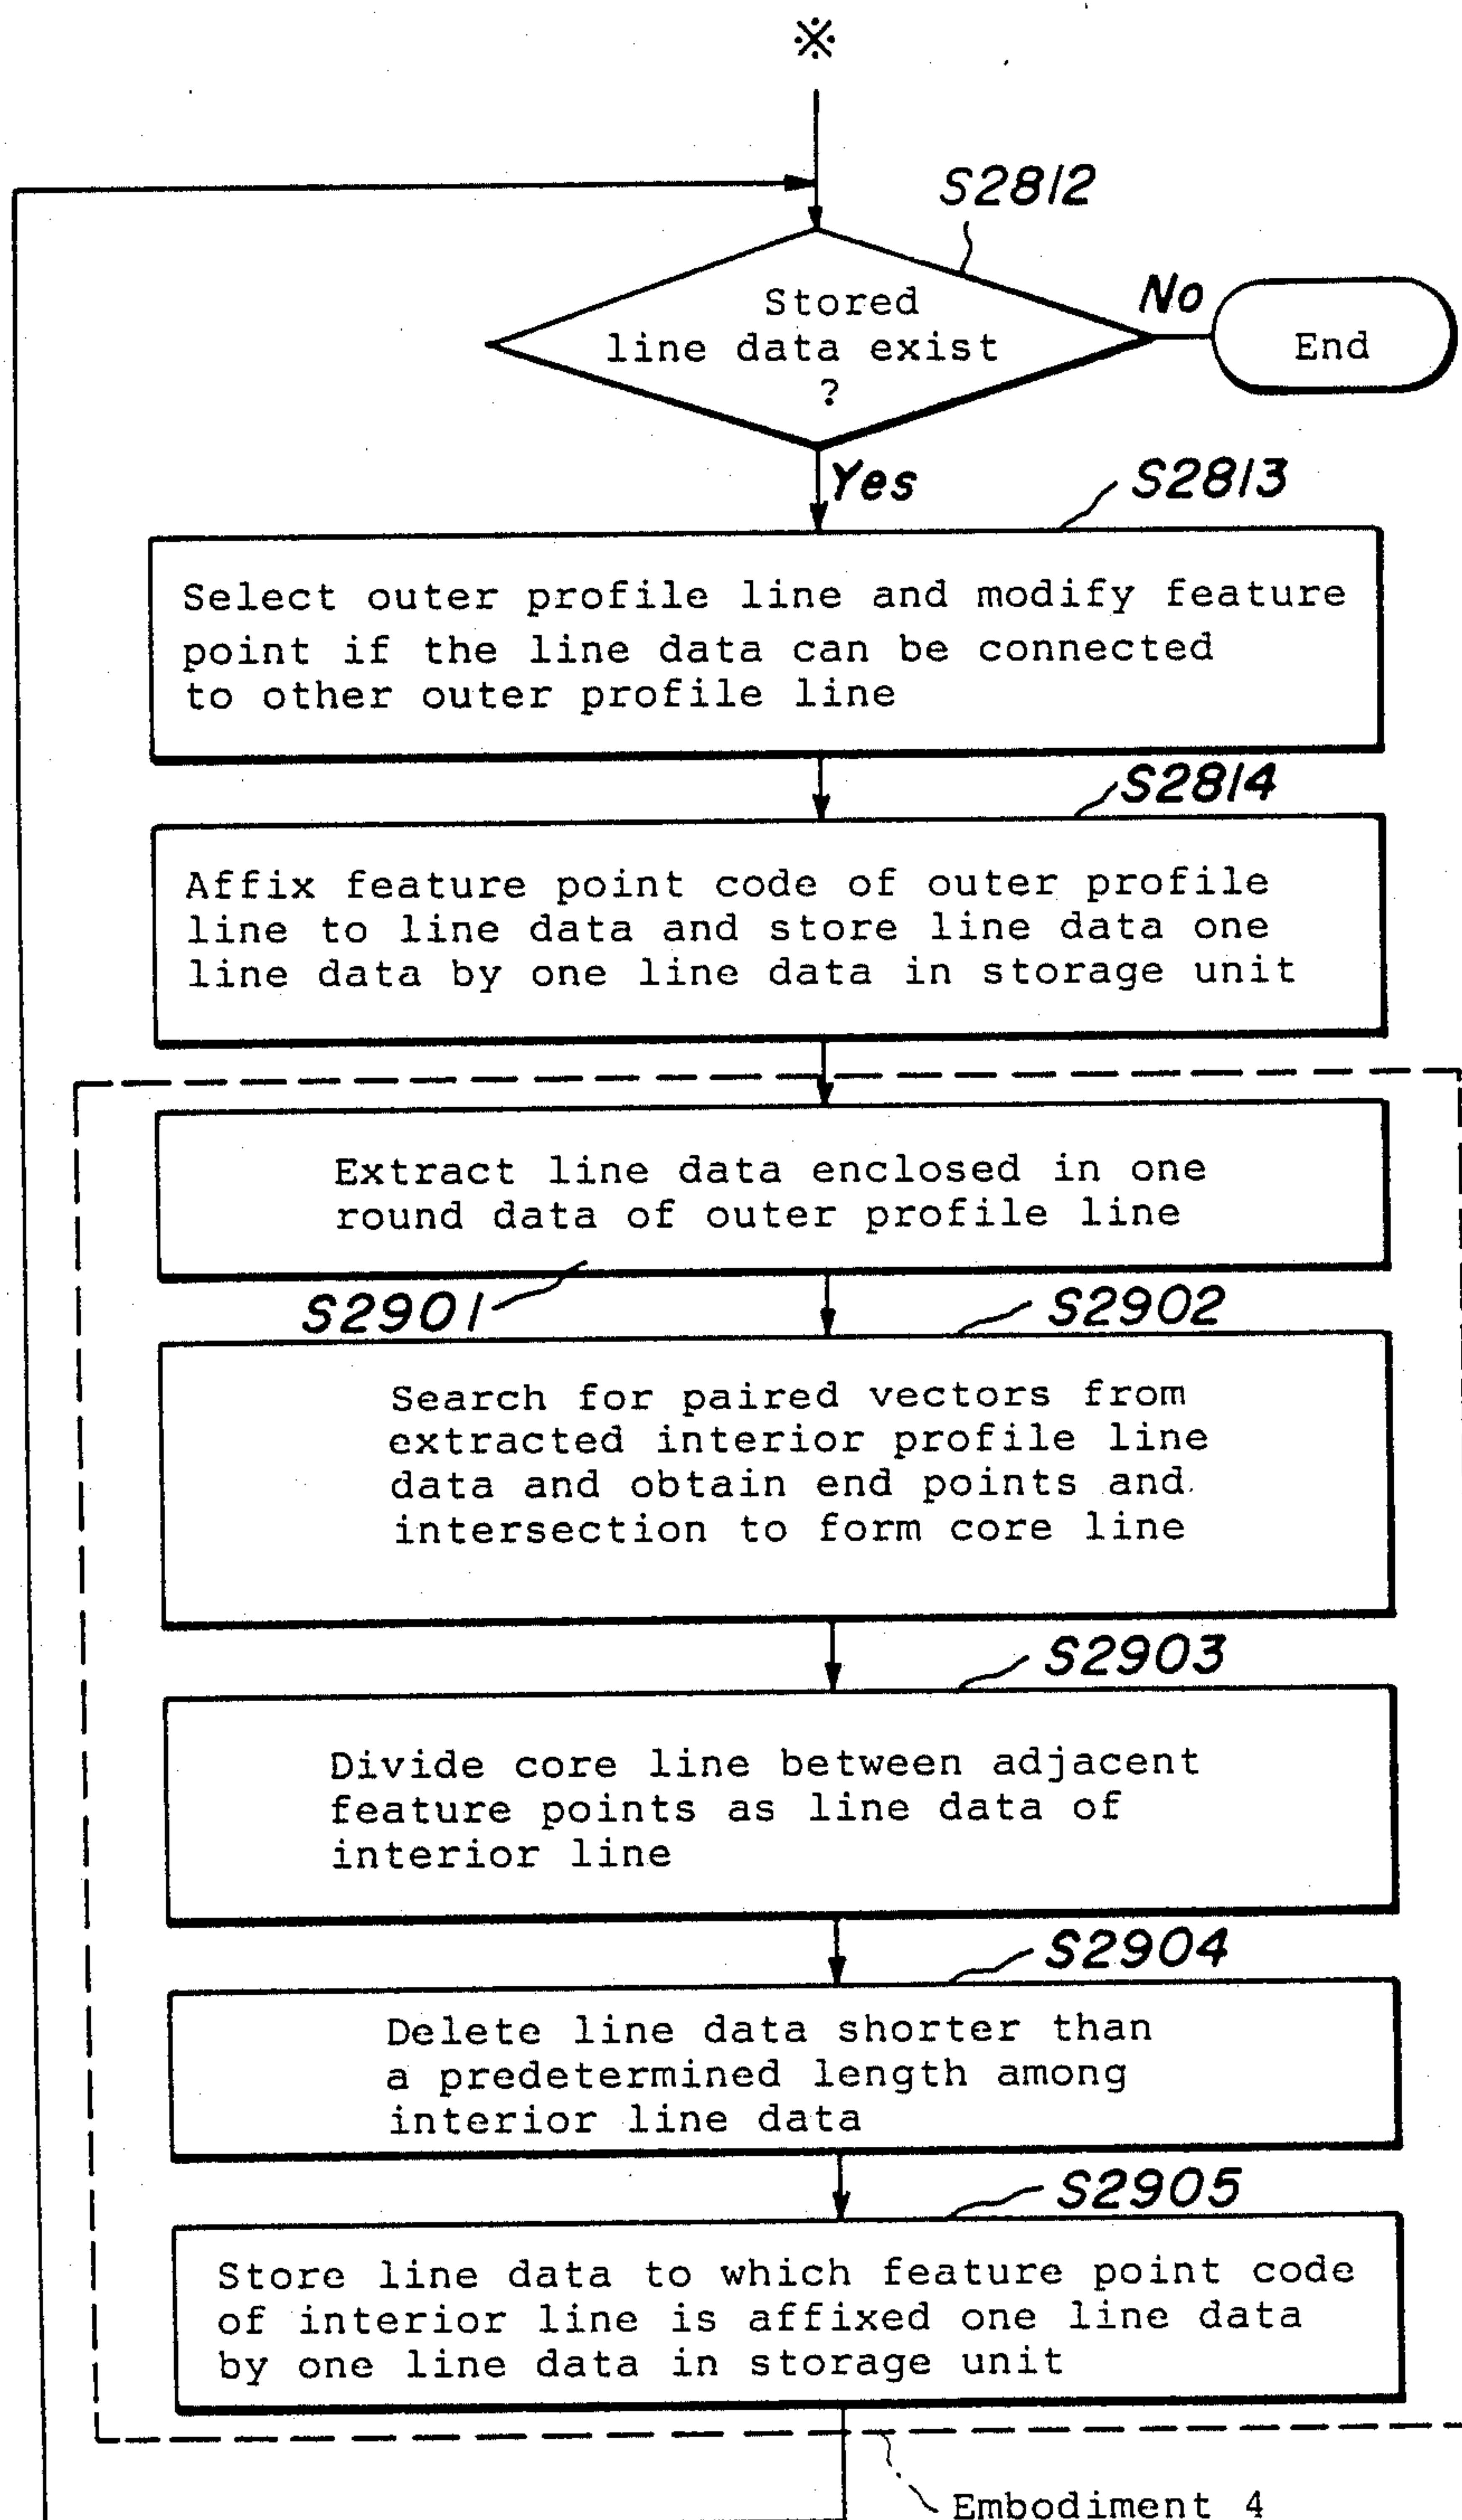 ※
S2812
Stored
line data exist
?
No
End
Yes
S2813
Select outer profile line and modify feature
point if the line data can be connected
to other outer profile line
S2814
Affix feature point code of outer profile
line to line data and store line data one
line data by one line data in storage unit
Extract line data enclosed in one
round data of outer profile line
S2901
S2902
Search for paired vectors from
extracted interior profile line
data and obtain end points and
intersection to form core line
S2903
Divide core line between adjacent
feature points as line data of
interior line
S2904
Delete line data shorter than
a predetermined length among
interior line data
S2905
Store line data to which feature point code
of interior line is affixed one line data
by one line data in storage unit
Embodiment 4